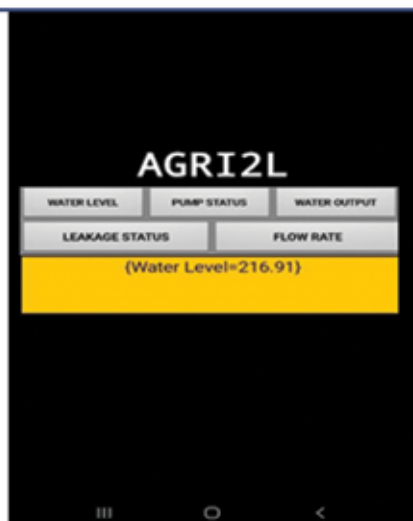 AGRI2L
WATER LEVEL PUMP STATUS WATER OUTPUT
LEAKAGE STATUS FLOW RATE
{Water Level=216.91}